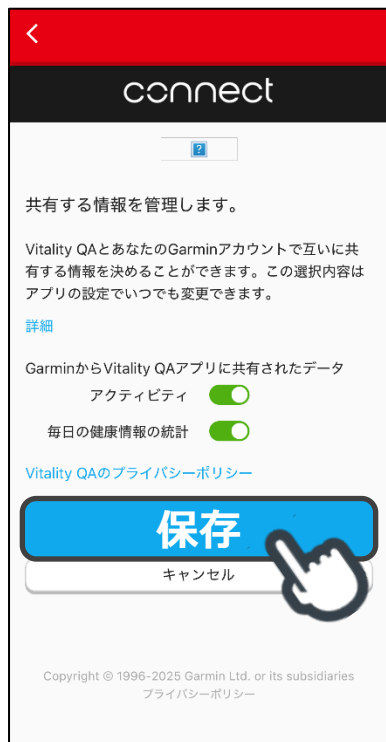 connect
共有する情報を管理します。
Vitality QAとあなたのGarminアカウントで互いに共
有する情報を決めることができます。この選択内容は
アプリの設定でいつでも変更できます。
詳細
GarminからVitality QAアプリに共有されたデータ
アクティビティ
毎日の健康情報の統計
Vitality QAのプライバシーポリシー
保存
キャンセル
Copyright © 1996-2025 Garmin Ltd. or its subsidiaries
プライバシーポリシー